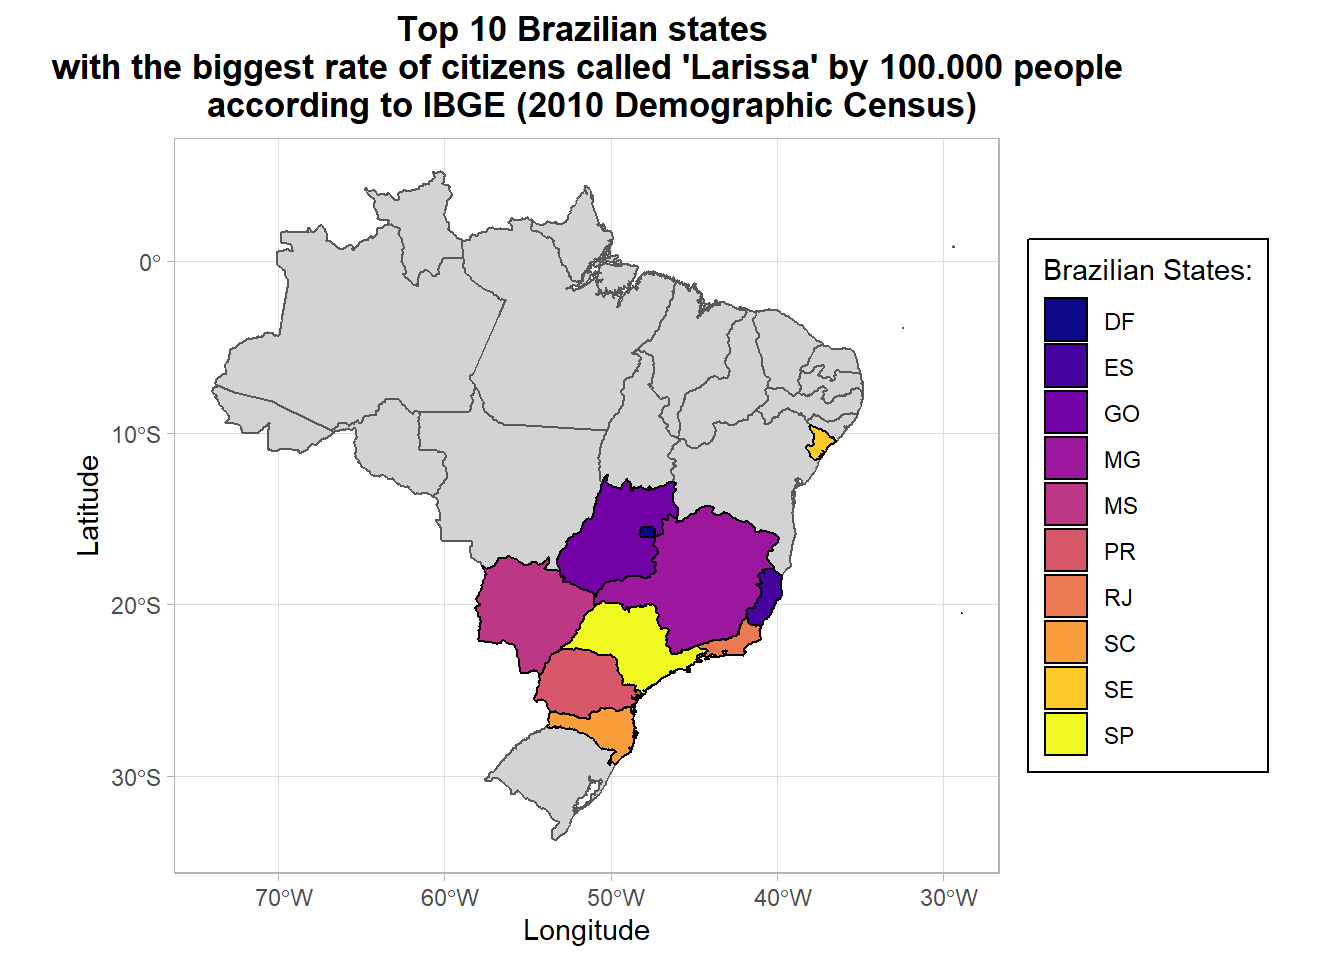 Top 10 Brazilian states
with the biggest rate of citizens called 'Larissa' by 100.000 people
according to IBGE (2010 Demographic Census)
0°
10°S
20°S
30°S
Latitude
70°W
60°W
50°W
40°W
30°W
Longitude
Brazilian States:
DF
ES
GO
MG
MS
PR
RJ
SC
SE
SP